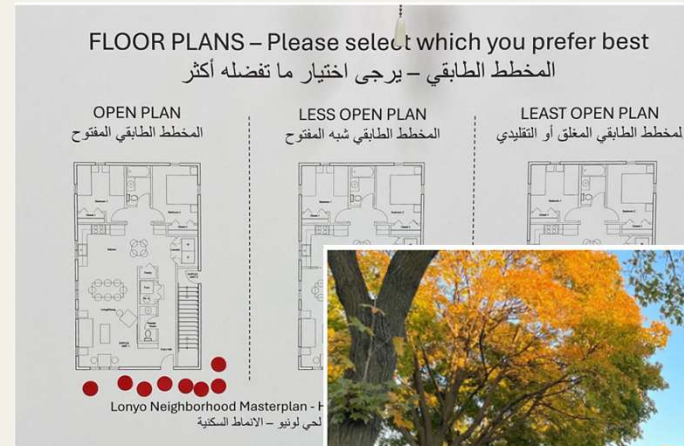 FLOOR PLANS – Please select which you prefer best
المخطط الطابقي – يرجى اختيار ما تفضله أكثر
OPEN PLAN
المخطط الطابقي المفتوح
LESS OPEN PLAN
المخطط الطابقي شبه المفتوح
LEAST OPEN PLAN
المخطط الطابقي المغلق أو التقليدي
Lonyo Neighborhood Masterplan - H
لحي لونيو – الانماط السكنية